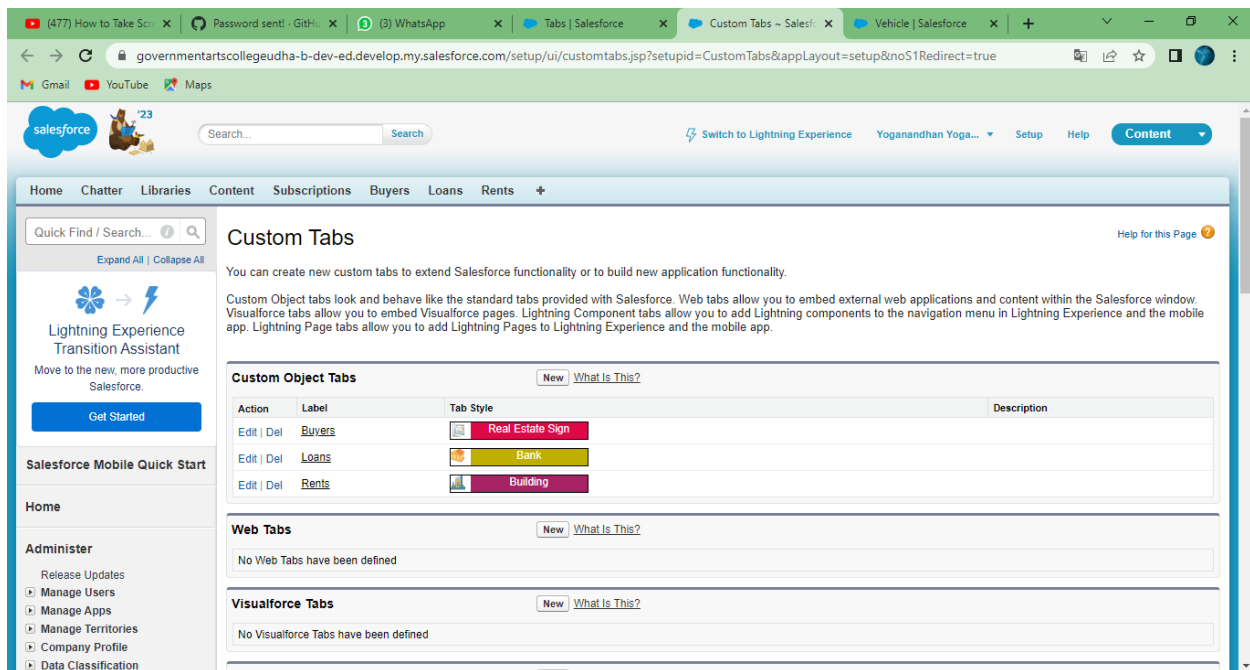 (477) How to Take Scr
Password sent! · GitHu
3 (3) WhatsApp
Tabs | Salesforce
Custom Tabs ~ Salesfo
Vehicle | Salesforce
governmentartscollegeudha-b-dev-ed.develop.my.salesforce.com/setup/ui/customtabs.jsp?setupid=CustomTabs&appLayout=setup&noS1Redirect=true
Gmail YouTube Maps
salesforce '23
Search... Search
Switch to Lightning Experience Yoganandhan Yoga... Setup Help Content
Home Chatter Libraries Content Subscriptions Buyers Loans Rents +
Quick Find / Search...
Expand All | Collapse All
Lightning Experience
Transition Assistant
Move to the new, more productive
Salesforce.
Get Started
Salesforce Mobile Quick Start
Home
Administer
Release Updates
Manage Users
Manage Apps
Manage Territories
Company Profile
Data Classification
Custom Tabs
Help for this Page ?
You can create new custom tabs to extend Salesforce functionality or to build new application functionality.
Custom Object tabs look and behave like the standard tabs provided with Salesforce. Web tabs allow you to embed external web applications and content within the Salesforce window.
Visualforce tabs allow you to embed Visualforce pages. Lightning Component tabs allow you to add Lightning components to the navigation menu in Lightning Experience and the mobile
app. Lightning Page tabs allow you to add Lightning Pages to Lightning Experience and the mobile app.
Custom Object Tabs New What Is This?
Action Label Tab Style Description
Edit | Del Buyers Real Estate Sign
Edit | Del Loans Bank
Edit | Del Rents Building
Web Tabs New What Is This?
No Web Tabs have been defined
Visualforce Tabs New What Is This?
No Visualforce Tabs have been defined